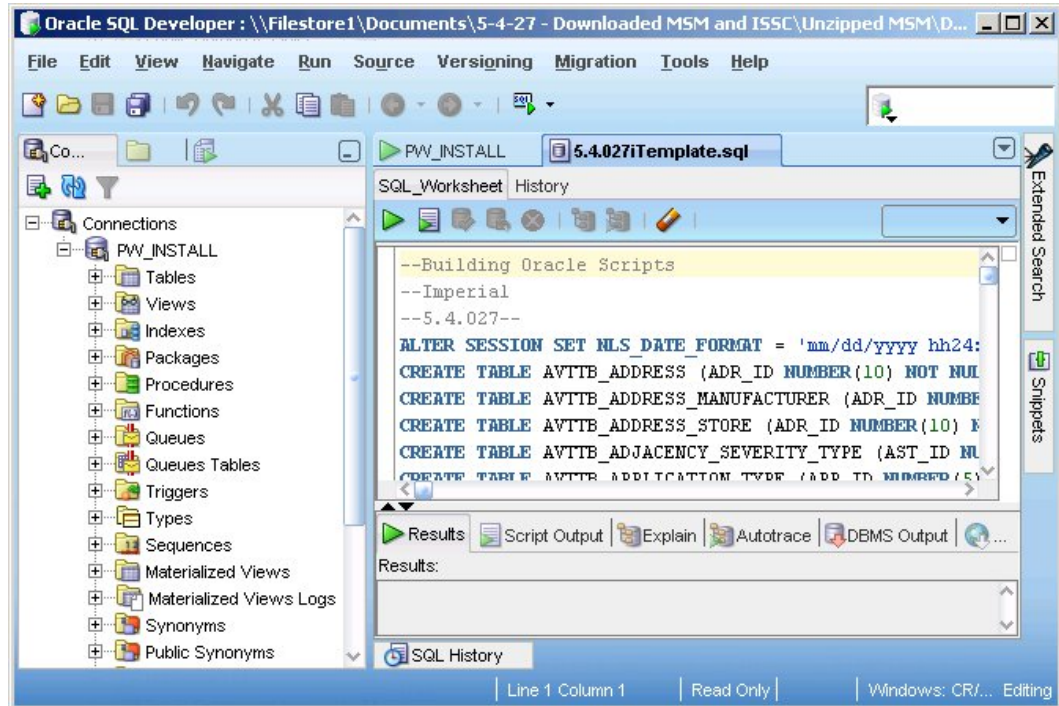 Oracle SQL Developer : \\Filestore1\Documents\5-4-27 - Downloaded MSM and ISSC\Unzipped MSM\D...
File Edit View Navigate Run Source Versioning Migration Tools Help
Co...
Connections
PW_INSTALL
Tables
Views
Indexes
Packages
Procedures
Functions
Queues
Queues Tables
Triggers
Types
Sequences
Materialized Views
Materialized Views Logs
Synonyms
Public Synonyms
PW_INSTALL 5.4.027iTemplate.sql
SQL_Worksheet History
--Building Oracle Scripts
--Imperial
--5.4.027--
ALTER SESSION SET NLS_DATE_FORMAT = 'mm/dd/yyyy hh24:
CREATE TABLE AVTTB_ADDRESS (ADR_ID NUMBER(10) NOT NUL
CREATE TABLE AVTTB_ADDRESS_MANUFACTURER (ADR_ID NUMBE
CREATE TABLE AVTTB_ADDRESS_STORE (ADR_ID NUMBER(10) N
CREATE TABLE AVTTB_ADJACENCY_SEVERITY_TYPE (AST_ID NU
CREATE TABLE AVTTB_APPLICATION_TYPE (APP_ID NUMBER(5)
Results Script Output Explain Autotrace DBMS Output ...
Results:
SQL History
Extended Search
Snippets
Line 1 Column 1 Read Only Windows: CR/... Editing